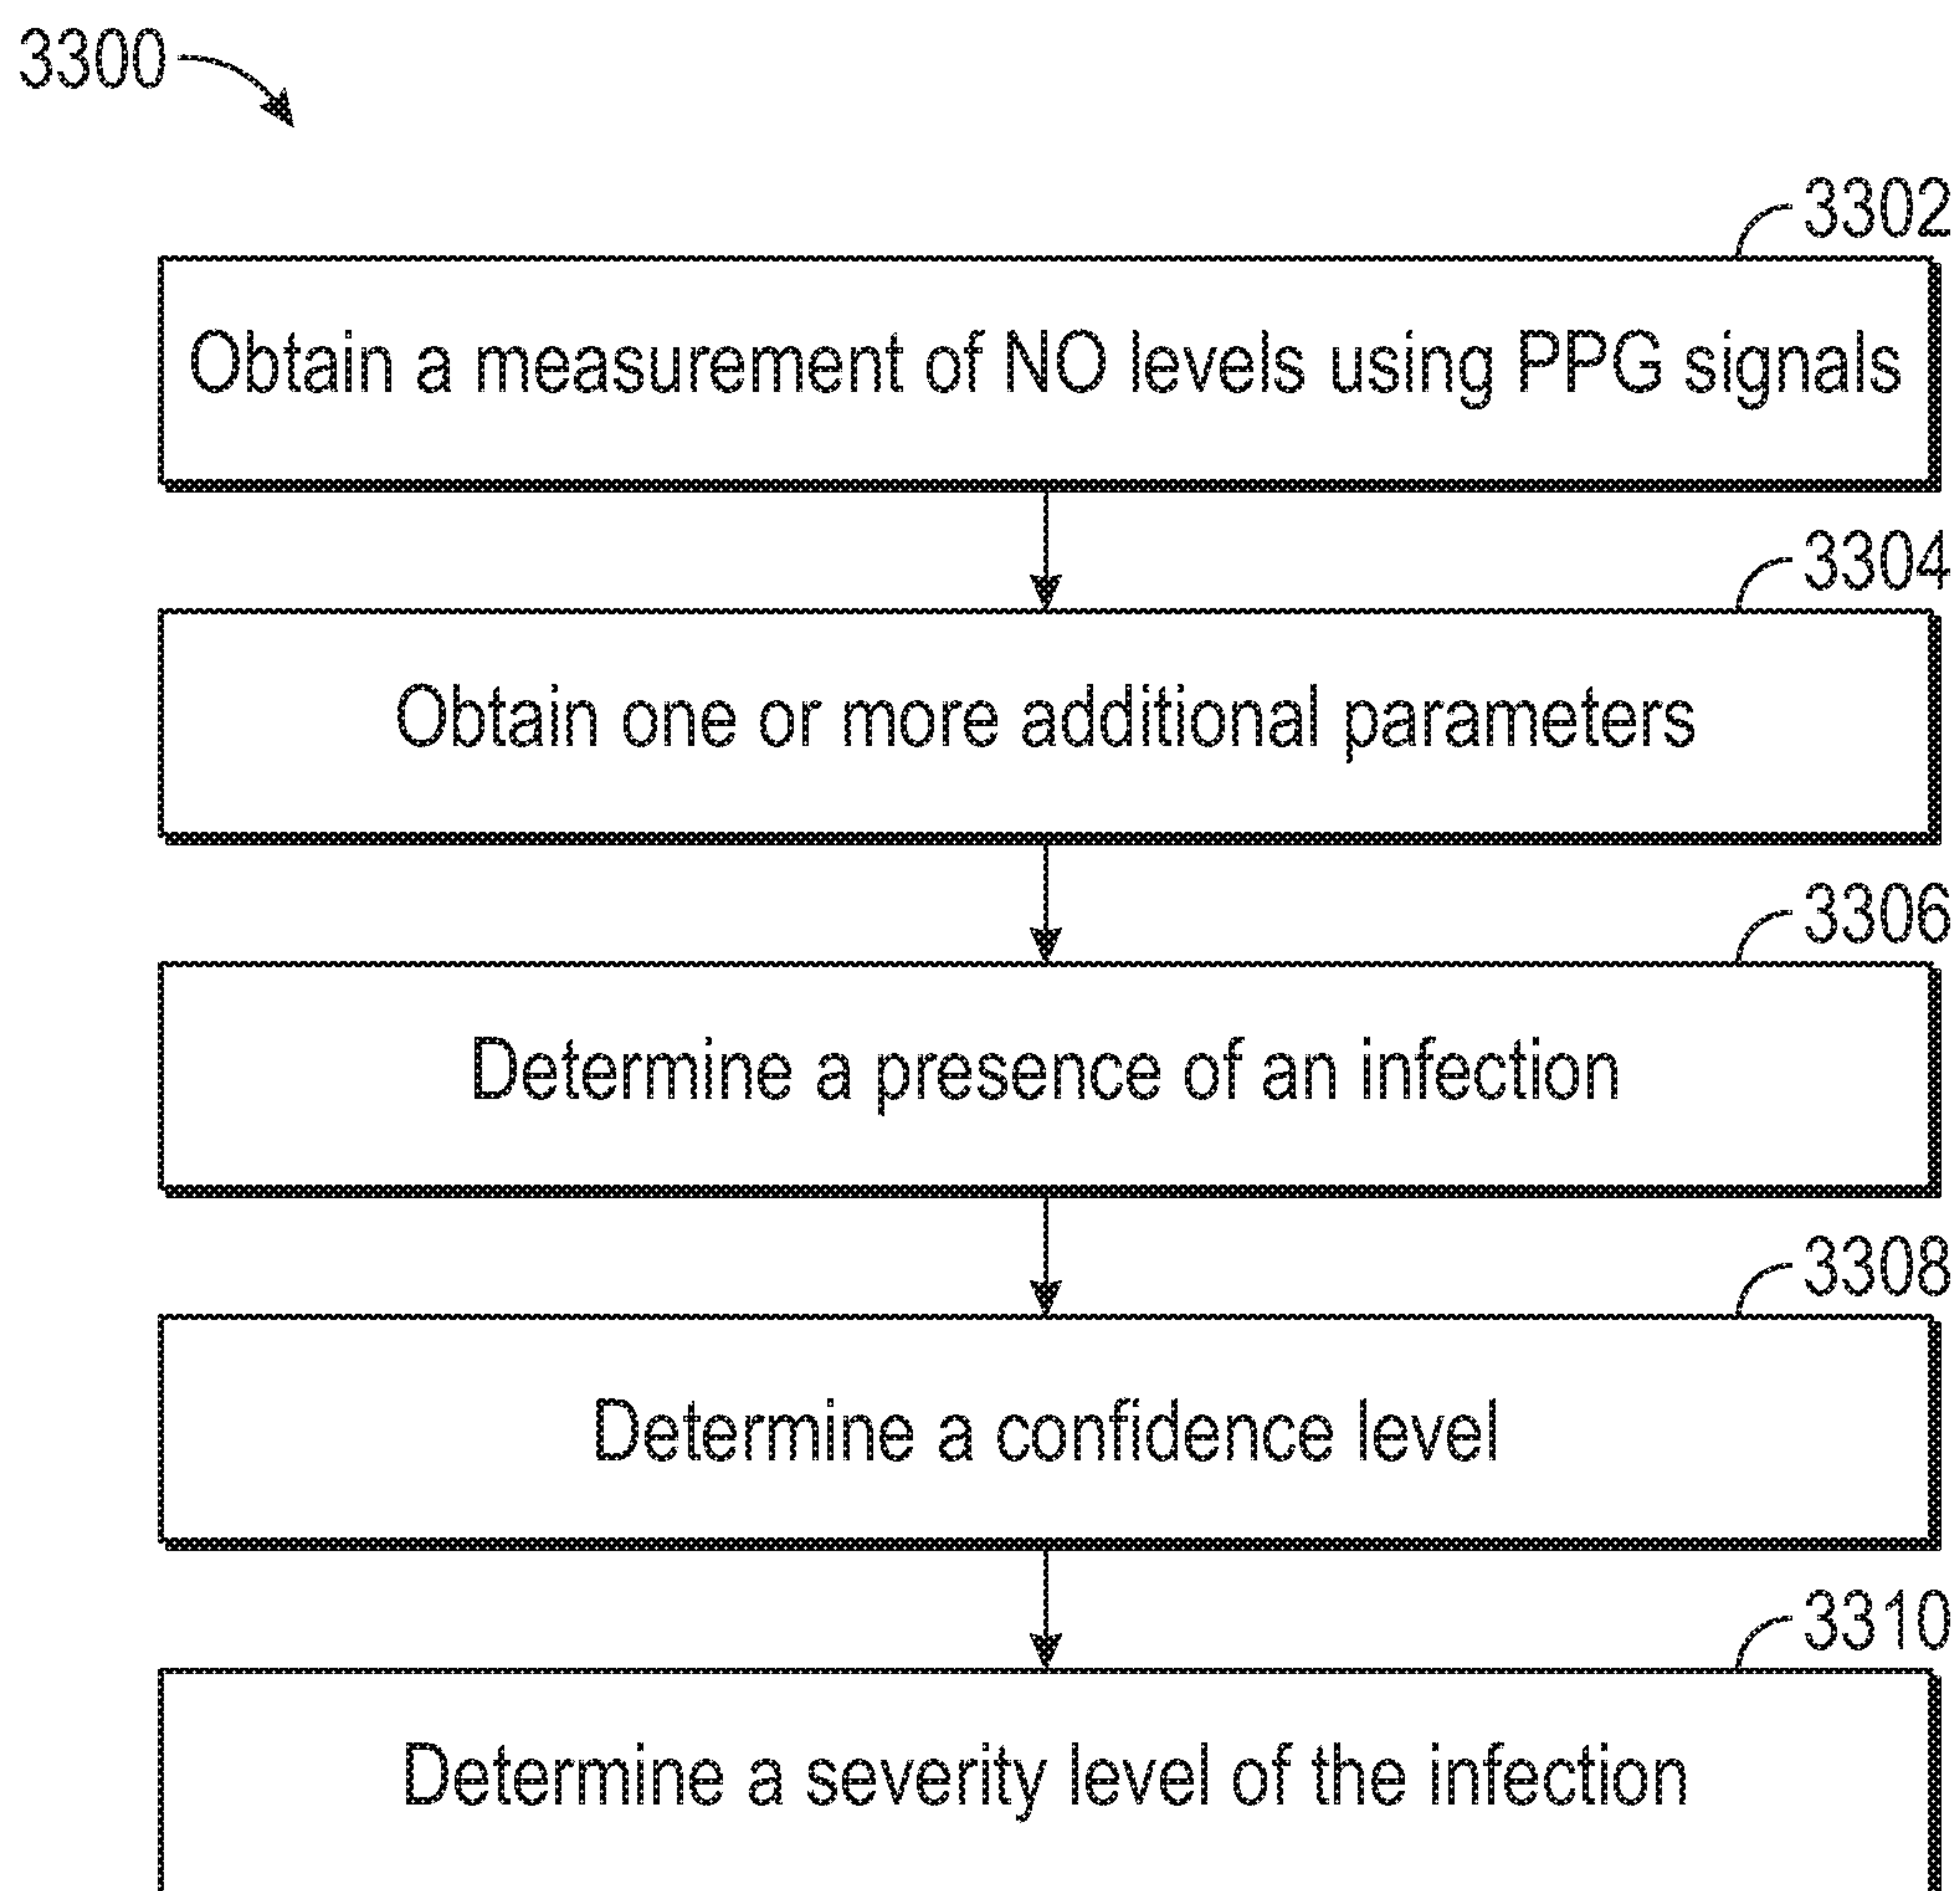 3300
3302
Obtain a measurement of NO levels using PPG signals
3304
Obtain one or more additional parameters
3306
Determine a presence of an infection
3308
Determine a confidence level
3310
Determine a severity level of the infection